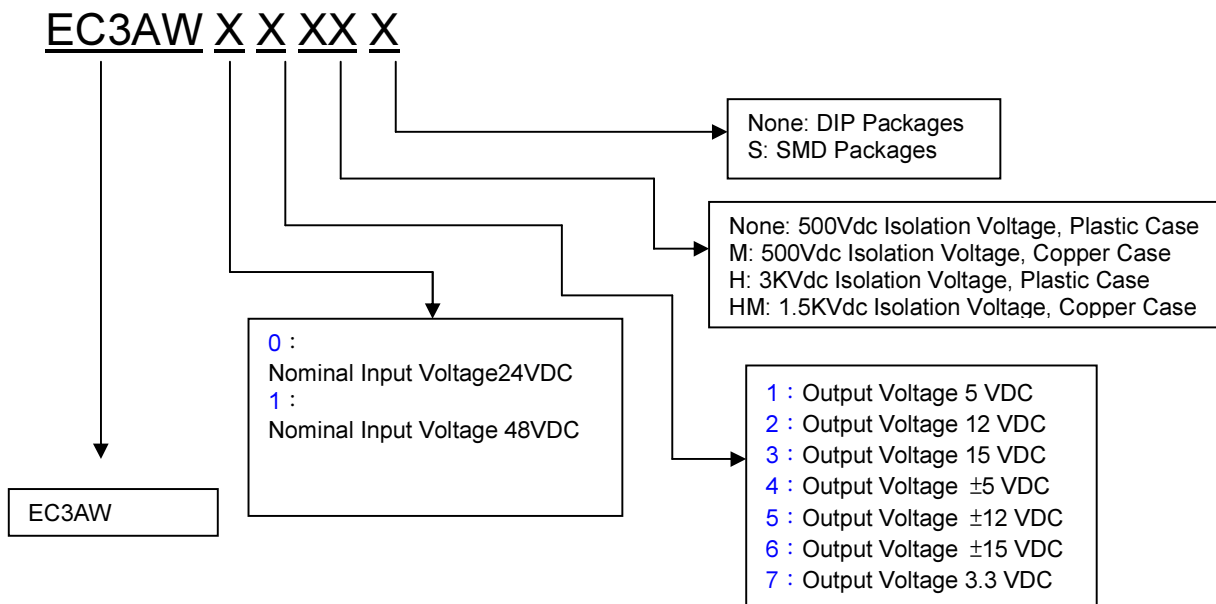 EC3AW X X XX X
None: DIP Packages
S: SMD Packages
None: 500Vdc Isolation Voltage, Plastic Case
M: 500Vdc Isolation Voltage, Copper Case
H: 3KVdc Isolation Voltage, Plastic Case
HM: 1.5KVdc Isolation Voltage, Copper Case
0：
Nominal Input Voltage24VDC
1：
Nominal Input Voltage 48VDC
1：Output Voltage 5 VDC
2：Output Voltage 12 VDC
3：Output Voltage 15 VDC
4：Output Voltage ±5 VDC
5：Output Voltage ±12 VDC
6：Output Voltage ±15 VDC
7：Output Voltage 3.3 VDC
EC3AW